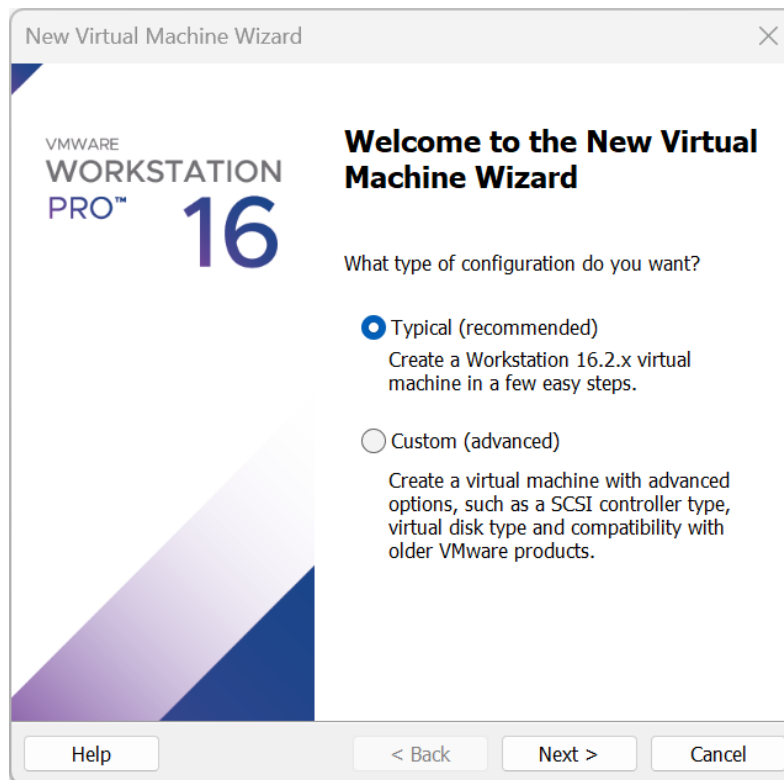 New Virtual Machine Wizard
VMWARE
WORKSTATION
PRO™ 16
Welcome to the New Virtual
Machine Wizard
What type of configuration do you want?
Typical (recommended)
Create a Workstation 16.2.x virtual
machine in a few easy steps.
Custom (advanced)
Create a virtual machine with advanced
options, such as a SCSI controller type,
virtual disk type and compatibility with
older VMware products.
Help
< Back
Next >
Cancel